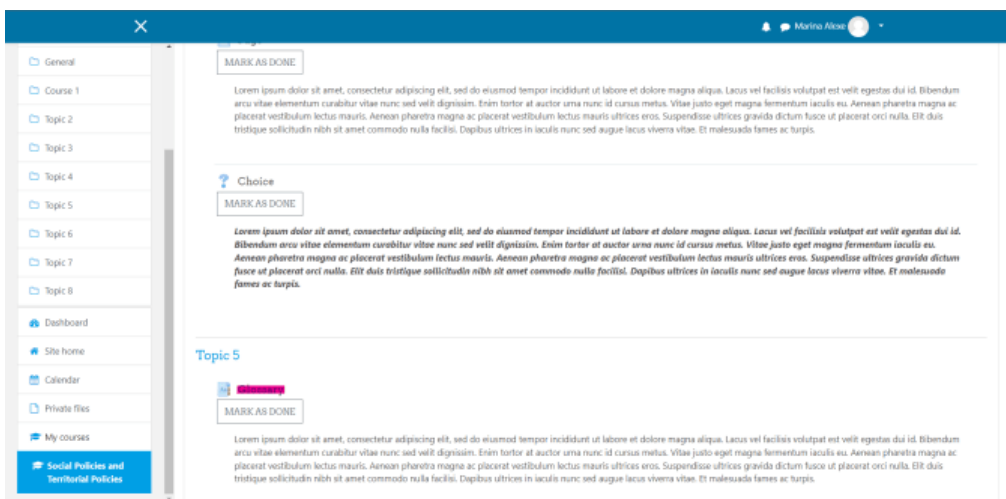 Marina Alexe
General
Course 1
Topic 2
Topic 3
Topic 4
Topic 5
Topic 6
Topic 7
Topic 8
Dashboard
Site home
Calendar
Private files
My courses
Social Policies and
Territorial Policies
MARK AS DONE
Lorem ipsum dolor sit amet, consectetur adipiscing elit, sed do eiusmod tempor incididunt ut labore et dolore magna aliqua. Lacus vel facilisis volutpat est velit egestas dui id. Bibendum
arcu vitae elementum curabitur vitae nunc sed velit dignissim. Enim tortor at auctor urna nunc id cursus metus. Vitae justo eget magna fermentum iaculis eu. Aenean pharetra magna ac
placerat vestibulum lectus mauris. Aenean pharetra magna ac placerat vestibulum lectus mauris ultrices eros. Suspendisse ultrices gravida dictum fusce ut placerat orci nulla. Elit duis
tristique sollicitudin nibh sit amet commodo nulla facilisi. Dapibus ultrices in iaculis nunc sed augue lacus viverra vitae. Et malesuada fames ac turpis.
Choice
MARK AS DONE
Lorem ipsum dolor sit amet, consectetur adipiscing elit, sed do eiusmod tempor incididunt ut labore et dolore magna aliqua. Lacus vel facilisis volutpat est velit egestas dui id.
Bibendum arcu vitae elementum curabitur vitae nunc sed velit dignissim. Enim tortor at auctor urna nunc id cursus metus. Vitae justo eget magna fermentum iaculis eu.
Aenean pharetra magna ac placerat vestibulum lectus mauris. Aenean pharetra magna ac placerat vestibulum lectus mauris ultrices eros. Suspendisse ultrices gravida dictum
fusce ut placerat orci nulla. Elit duis tristique sollicitudin nibh sit amet commodo nulla facilisi. Dapibus ultrices in iaculis nunc sed augue lacus viverra vitae. Et malesuada
fames ac turpis.
Topic 5
Glossary
MARK AS DONE
Lorem ipsum dolor sit amet, consectetur adipiscing elit, sed do eiusmod tempor incididunt ut labore et dolore magna aliqua. Lacus vel facilisis volutpat est velit egestas dui id. Bibendum
arcu vitae elementum curabitur vitae nunc sed velit dignissim. Enim tortor at auctor urna nunc id cursus metus. Vitae justo eget magna fermentum iaculis eu. Aenean pharetra magna ac
placerat vestibulum lectus mauris. Aenean pharetra magna ac placerat vestibulum lectus mauris ultrices eros. Suspendisse ultrices gravida dictum fusce ut placerat orci nulla. Elit duis
tristique sollicitudin nibh sit amet commodo nulla facilisi. Dapibus ultrices in iaculis nunc sed augue lacus viverra vitae. Et malesuada fames ac turpis.